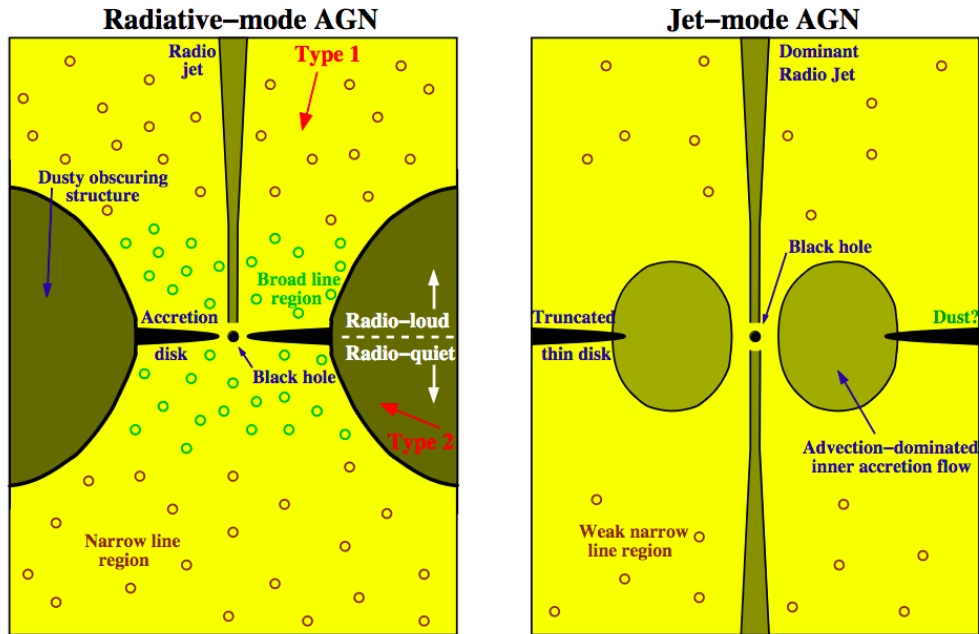 Radiative−mode AGN
Radio
jet
Type 1
Dusty obscuring
structure
Broad line
region
Accretion
disk
Radio−loud
Radio−quiet
Black hole
Type 2
Narrow line
region
Jet−mode AGN
Dominant
Radio Jet
Black hole
Truncated
thin disk
Dust?
Advection−dominated
inner accretion flow
Weak narrow
line region